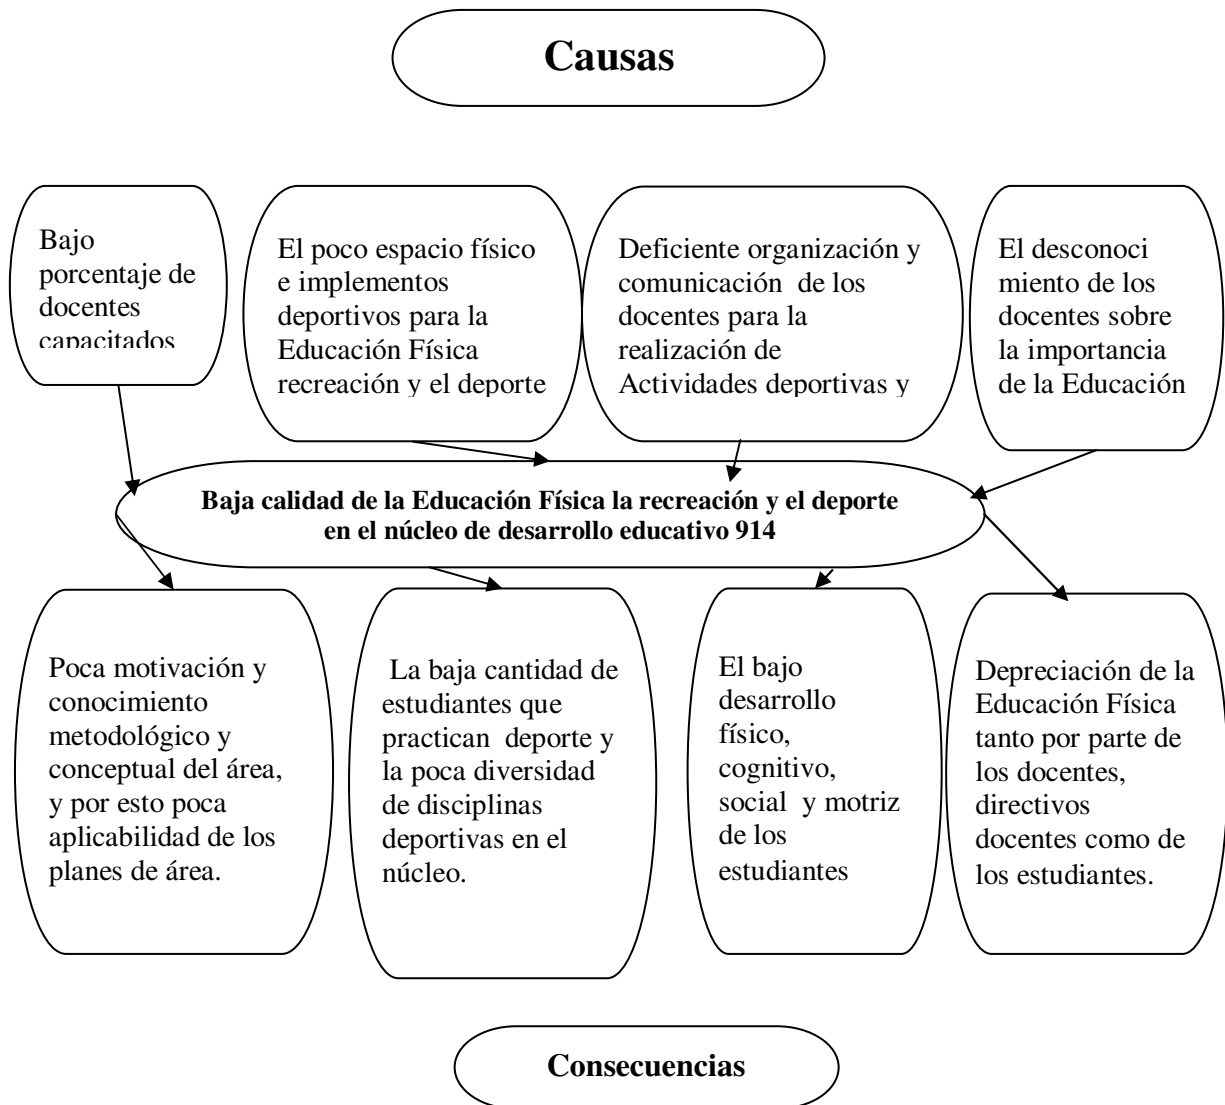 Causas
Bajo
porcentaje de
docentes
capacitados
El poco espacio físico
e implementos
deportivos para la
Educación Física
recreación y el deporte
Deficiente organización y
comunicación de los
docentes para la
realización de
Actividades deportivas y
El desconoci
miento de los
docentes sobre
la importancia
de la Educación
Baja calidad de la Educación Física la recreación y el deporte
en el núcleo de desarrollo educativo 914
Poca motivación y
conocimiento
metodológico y
conceptual del área,
y por esto poca
aplicabilidad de los
planes de área.
La baja cantidad de
estudiantes que
practican deporte y
la poca diversidad
de disciplinas
deportivas en el
núcleo.
El bajo
desarrollo
físico,
cognitivo,
social y motriz
de los
estudiantes
Depreciación de la
Educación Física
tanto por parte de
los docentes,
directivos
docentes como de
los estudiantes.
Consecuencias